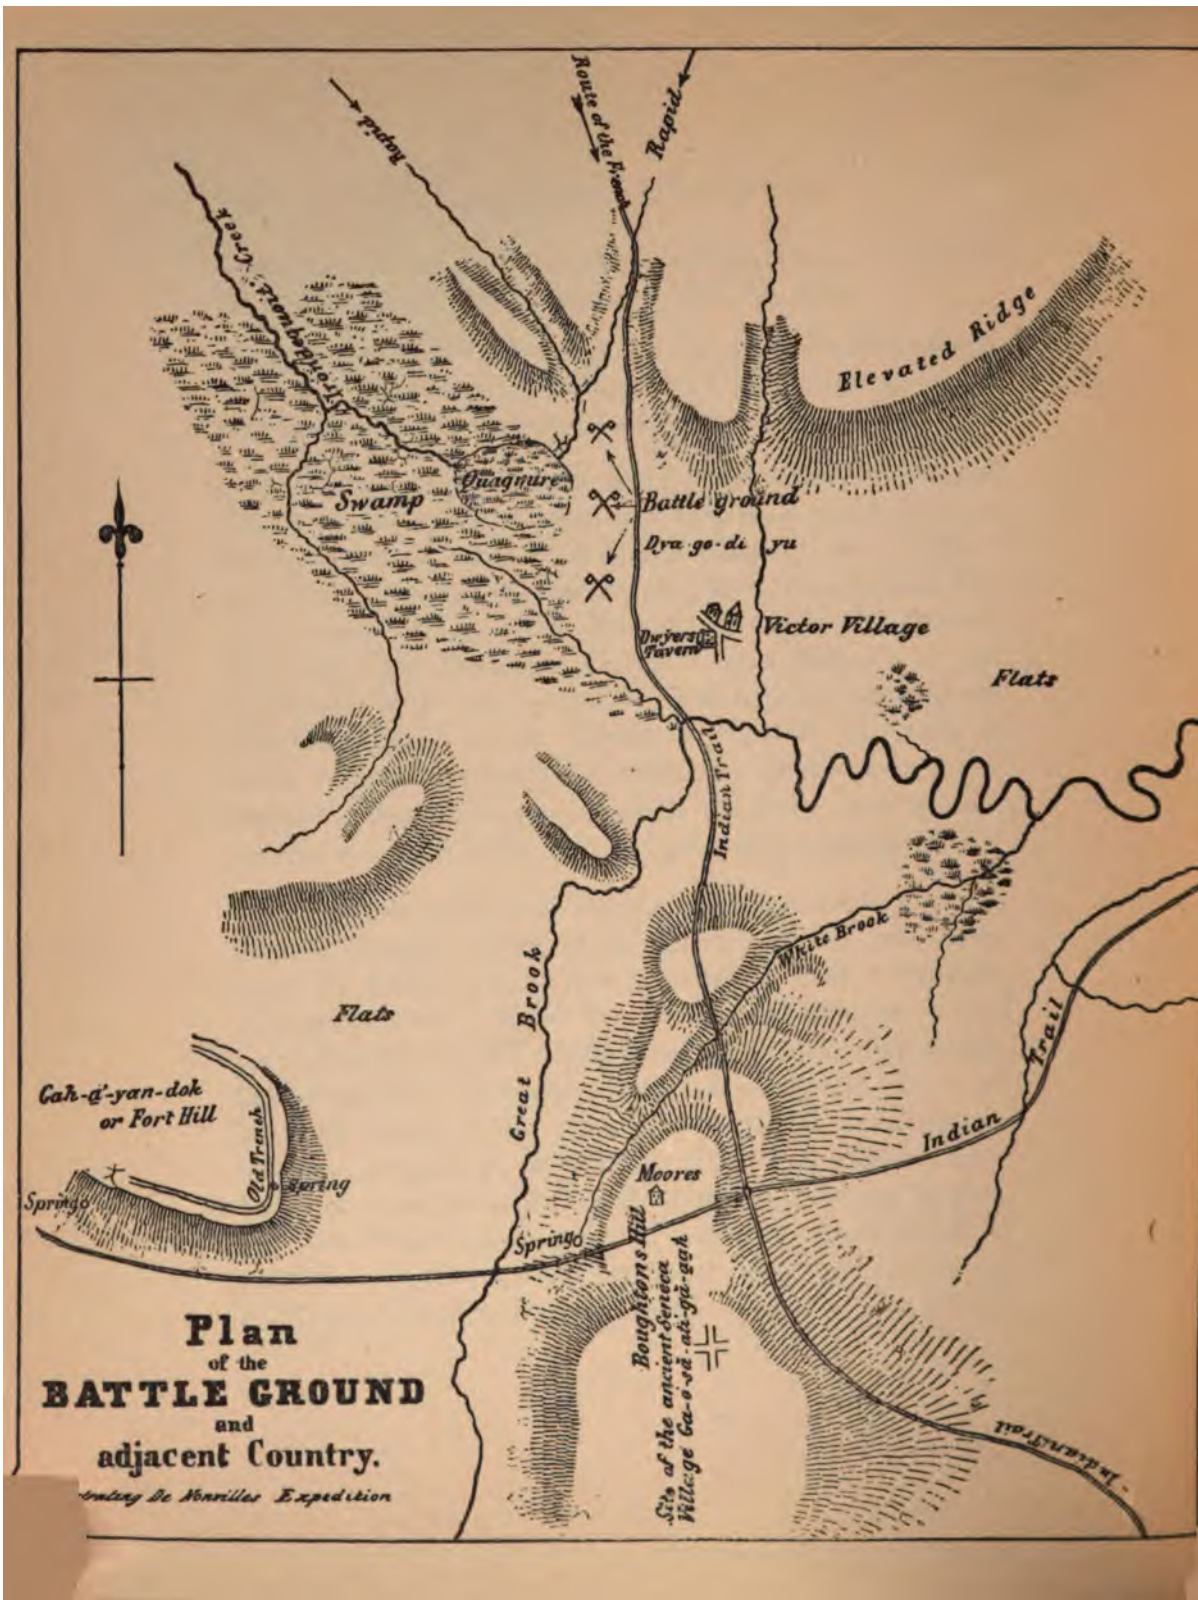 Route of the French
Rapid
Rapid
Creek
Elevated Ridge
Quagmire
Swamp
Battle ground
Dya-go-di yu
Dwyers
Tavern
Victor Village
Flats
Indian Trail
White Brook
Great Brook
Flats
Trail
Indian
Gah-a'-yan-dok
or Fort Hill
Old Trench
Spring
Spring
Spring
Moores
Boughtons Hill
Site of the ancient Seneca
Village Ga-o-sa-ati-ga-gah
Indian Trail
Plan
of the
BATTLE GROUND
and
adjacent Country.
De Nonvilles Expedition